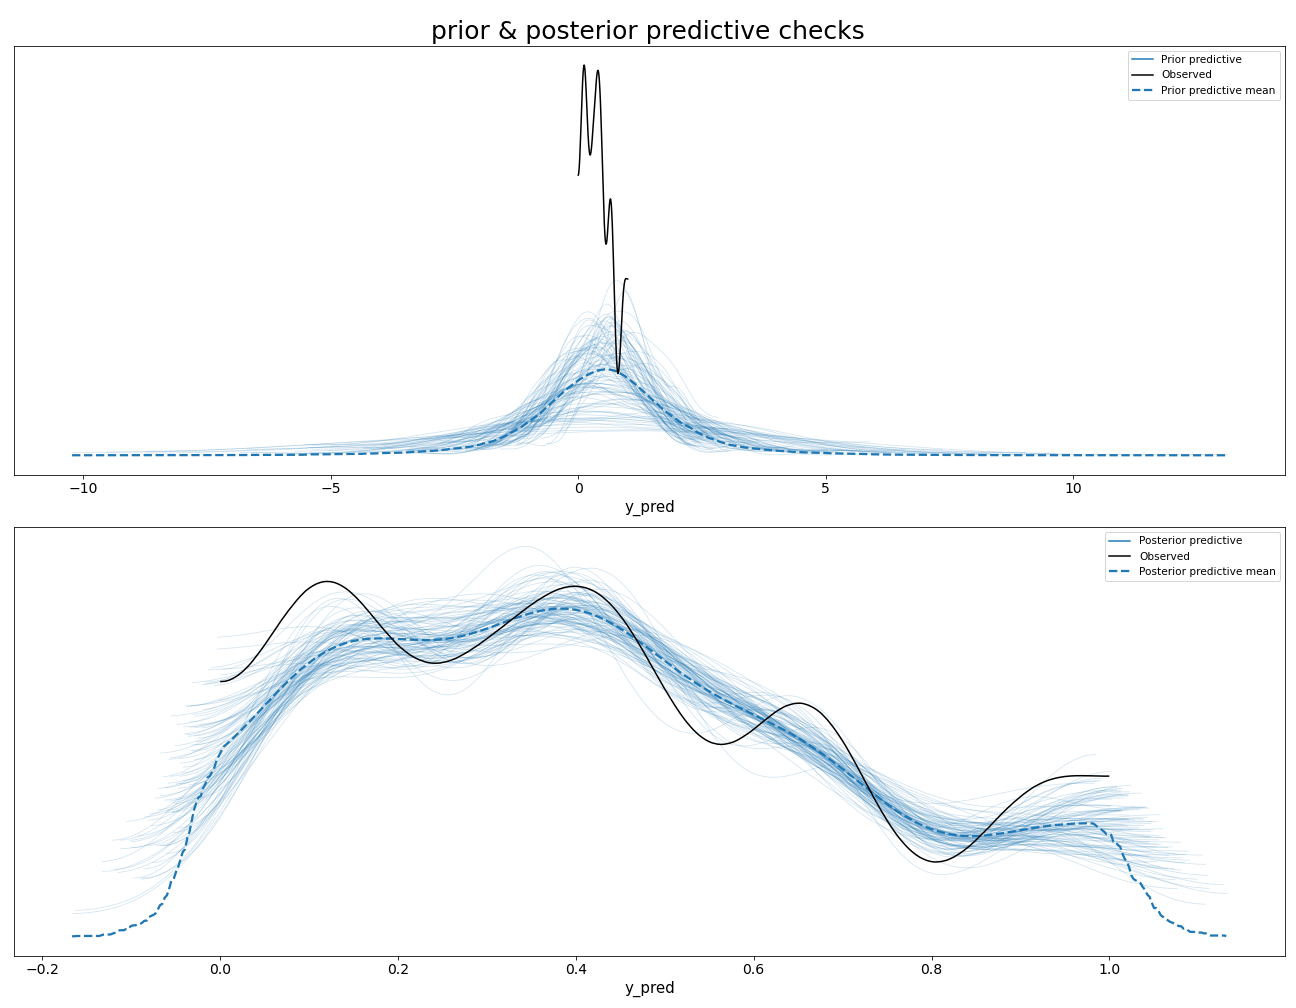 prior & posterior predictive checks
Prior predictive
Observed
Prior predictive mean
−10
−5
0
5
10
y_pred
Posterior predictive
Observed
Posterior predictive mean
−0.2
0.0
0.2
0.4
0.6
0.8
1.0
y_pred